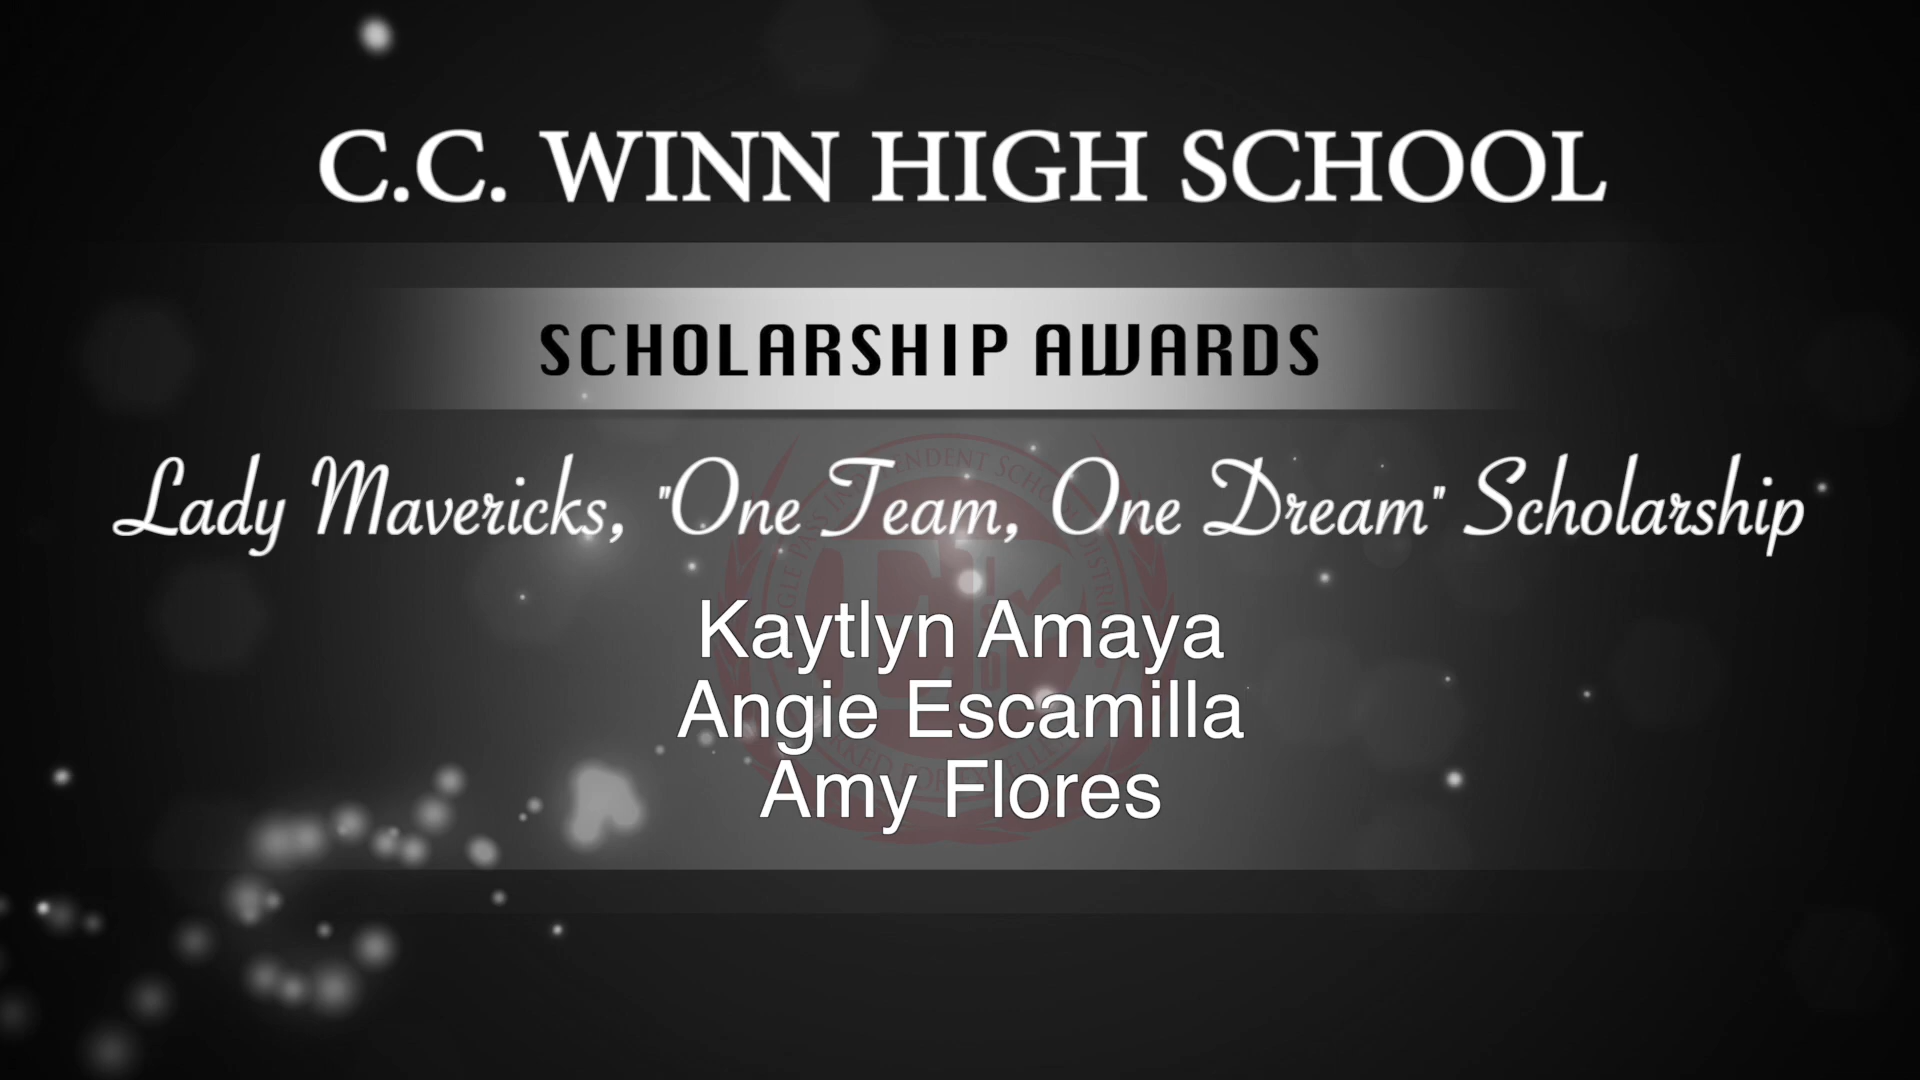 C.C. WINN HIGH SCHOOL
SCHOLARSHIP AWARDS
Lady Mavericks, "One Team, One Dream" Scholarship
Kaytlyn Amaya
Angie Escamilla
Amy Flores